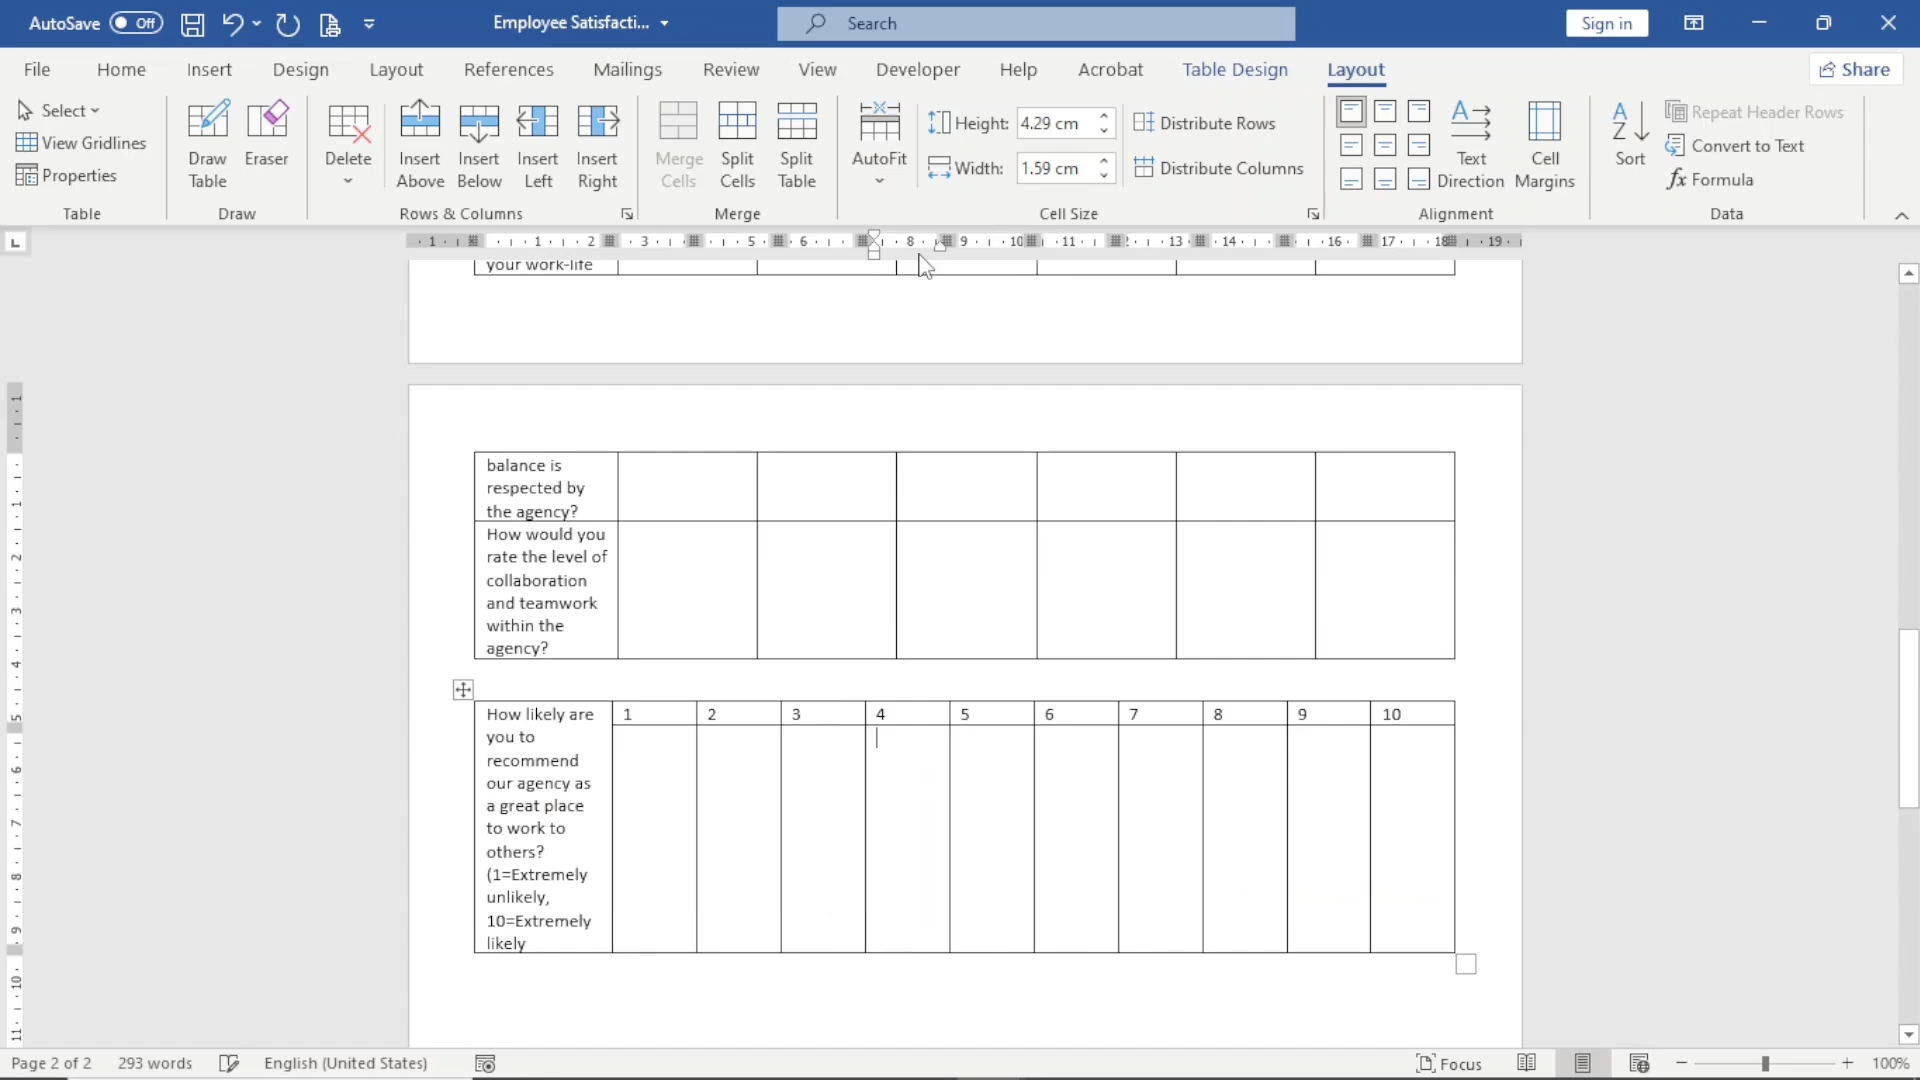 AutoSave Off
Employee Satisfacti...
Search
Sign in
File Home Insert Design Layout References Mailings Review View Developer Help Acrobat Table Design Layout
Share
Select
View Gridlines
Properties
Table
Draw Table
Eraser
Draw
Delete
Insert Above
Insert Below
Insert Left
Insert Right
Rows & Columns
Merge Cells
Split Cells
Split Table
Merge
AutoFit
Height: 4.29 cm
Width: 1.59 cm
Distribute Rows
Distribute Columns
Cell Size
Text Direction
Cell Margins
Alignment
Sort
Repeat Header Rows
Convert to Text
Formula
Data
your work-life
balance is
respected by
the agency?
How would you
rate the level of
collaboration
and teamwork
within the
agency?
How likely are 1 2 3 4 5 6 7 8 9 10
you to
recommend
our agency as
a great place
to work to
others?
(1=Extremely
unlikely,
10=Extremely
likely
Page 2 of 2 293 words English (United States) Focus 100%